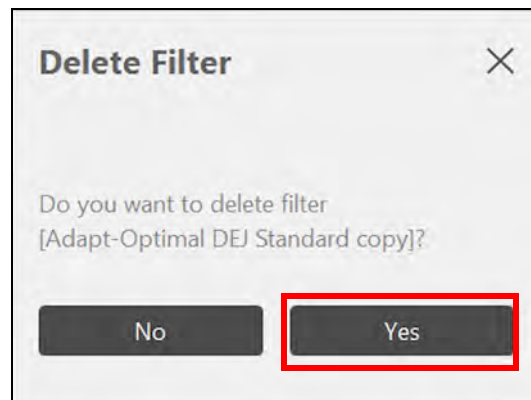 Delete Filter
Do you want to delete filter
[Adapt-Optimal DEJ Standard copy]?
No
Yes